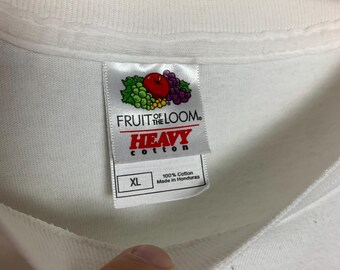 FRUIT OF THE LOOM®
HEAVY
cotton
XL
100% Cotton
Made in Honduras